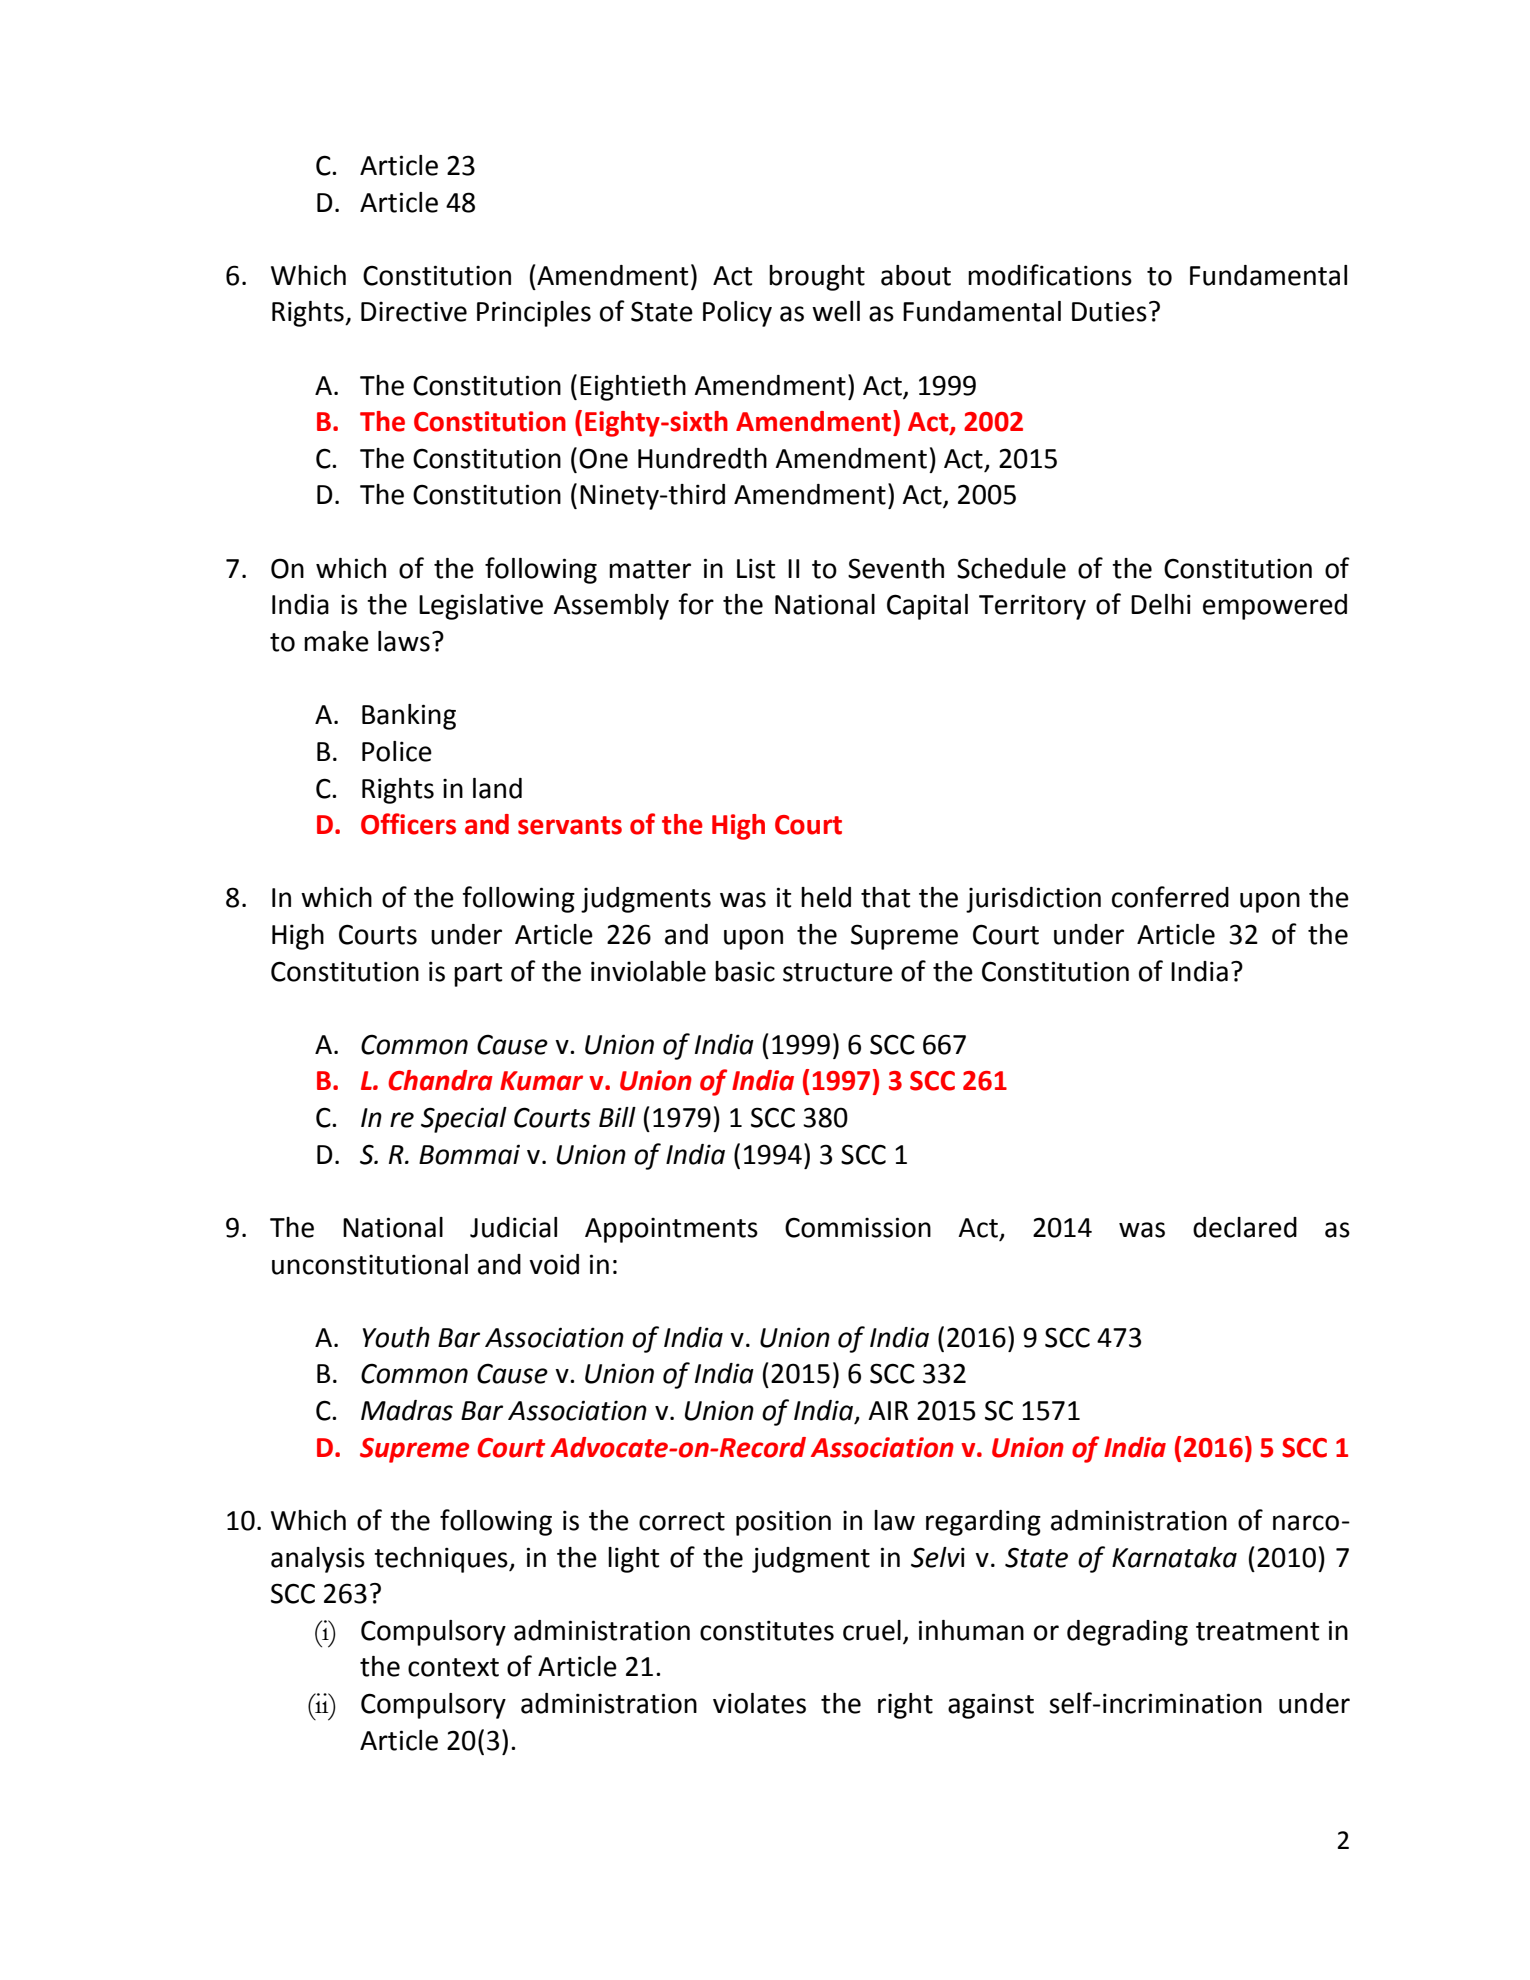 C. Article 23
D. Article 48
6. Which Constitution (Amendment) Act brought about modifications to Fundamental
Rights, Directive Principles of State Policy as well as Fundamental Duties?
A. The Constitution (Eightieth Amendment) Act, 1999
B. The Constitution (Eighty-sixth Amendment) Act, 2002
C. The Constitution (One Hundredth Amendment) Act, 2015
D. The Constitution (Ninety-third Amendment) Act, 2005
7. On which of the following matter in List II to Seventh Schedule of the Constitution of
India is the Legislative Assembly for the National Capital Territory of Delhi empowered
to make laws?
A. Banking
B. Police
C. Rights in land
D. Officers and servants of the High Court
8. In which of the following judgments was it held that the jurisdiction conferred upon the
High Courts under Article 226 and upon the Supreme Court under Article 32 of the
Constitution is part of the inviolable basic structure of the Constitution of India?
A. Common Cause v. Union of India (1999) 6 SCC 667
B. L. Chandra Kumar v. Union of India (1997) 3 SCC 261
C. In re Special Courts Bill (1979) 1 SCC 380
D. S. R. Bommai v. Union of India (1994) 3 SCC 1
9. The National Judicial Appointments Commission Act, 2014 was declared as
unconstitutional and void in:
A. Youth Bar Association of India v. Union of India (2016) 9 SCC 473
B. Common Cause v. Union of India (2015) 6 SCC 332
C. Madras Bar Association v. Union of India, AIR 2015 SC 1571
D. Supreme Court Advocate-on-Record Association v. Union of India (2016) 5 SCC 1
10. Which of the following is the correct position in law regarding administration of narco-
analysis techniques, in the light of the judgment in Selvi v. State of Karnataka (2010) 7
SCC 263?
(i) Compulsory administration constitutes cruel, inhuman or degrading treatment in
the context of Article 21.
(ii) Compulsory administration violates the right against self-incrimination under
Article 20(3).
2